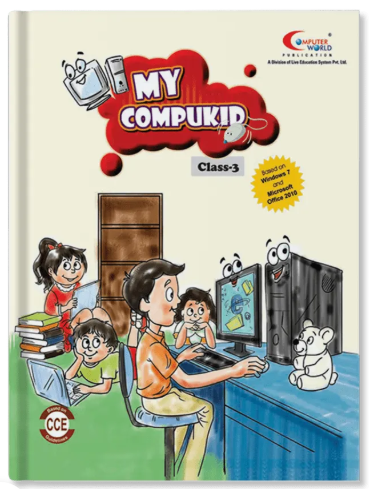 COMPUTER ®
WORLD
PUBLICATION
A Division of Live Education System Pvt. Ltd.
MY
COMPUKID
Class-3
Based on
Windows 7
and
Microsoft
Office 2010
Based on
CCE
Guidelines